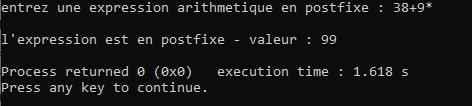 entrez une expression arithmetique en postfixe : 38+9*
l'expression est en postfixe - valeur : 99
Process returned 0 (0x0)   execution time : 1.618 s
Press any key to continue.